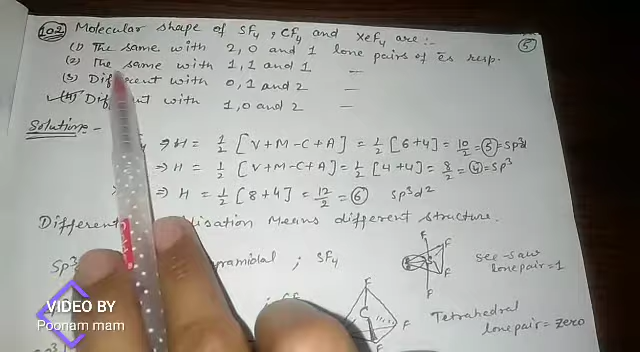 102 Molecular shape of SF4, CF4 and XeF4 are :-
(1) The same with 2, 0 and 1 lone pairs of ēs resp.
(2) The same with 1, 1 and 1 —
(3) Different with 0, 1 and 2 —
(4) Different with 1, 0 and 2 —
5
Solution:-
⇒ H = 1/2 [V+M-C+A] = 1/2 [6+4] = 10/2 = 5 = sp3d
⇒ H = 1/2 [V+M-C+A] = 1/2 [4+4] = 8/2 = 4 = sp3
⇒ H = 1/2 [8+4] = 12/2 = 6 sp3d2
Different means different structure.
; SF4
F
F
F
F
see-saw
lone pair = 1
F
C
F
F
Tetrahedral
lone pair = zero
VIDEO BY
Poonam mam